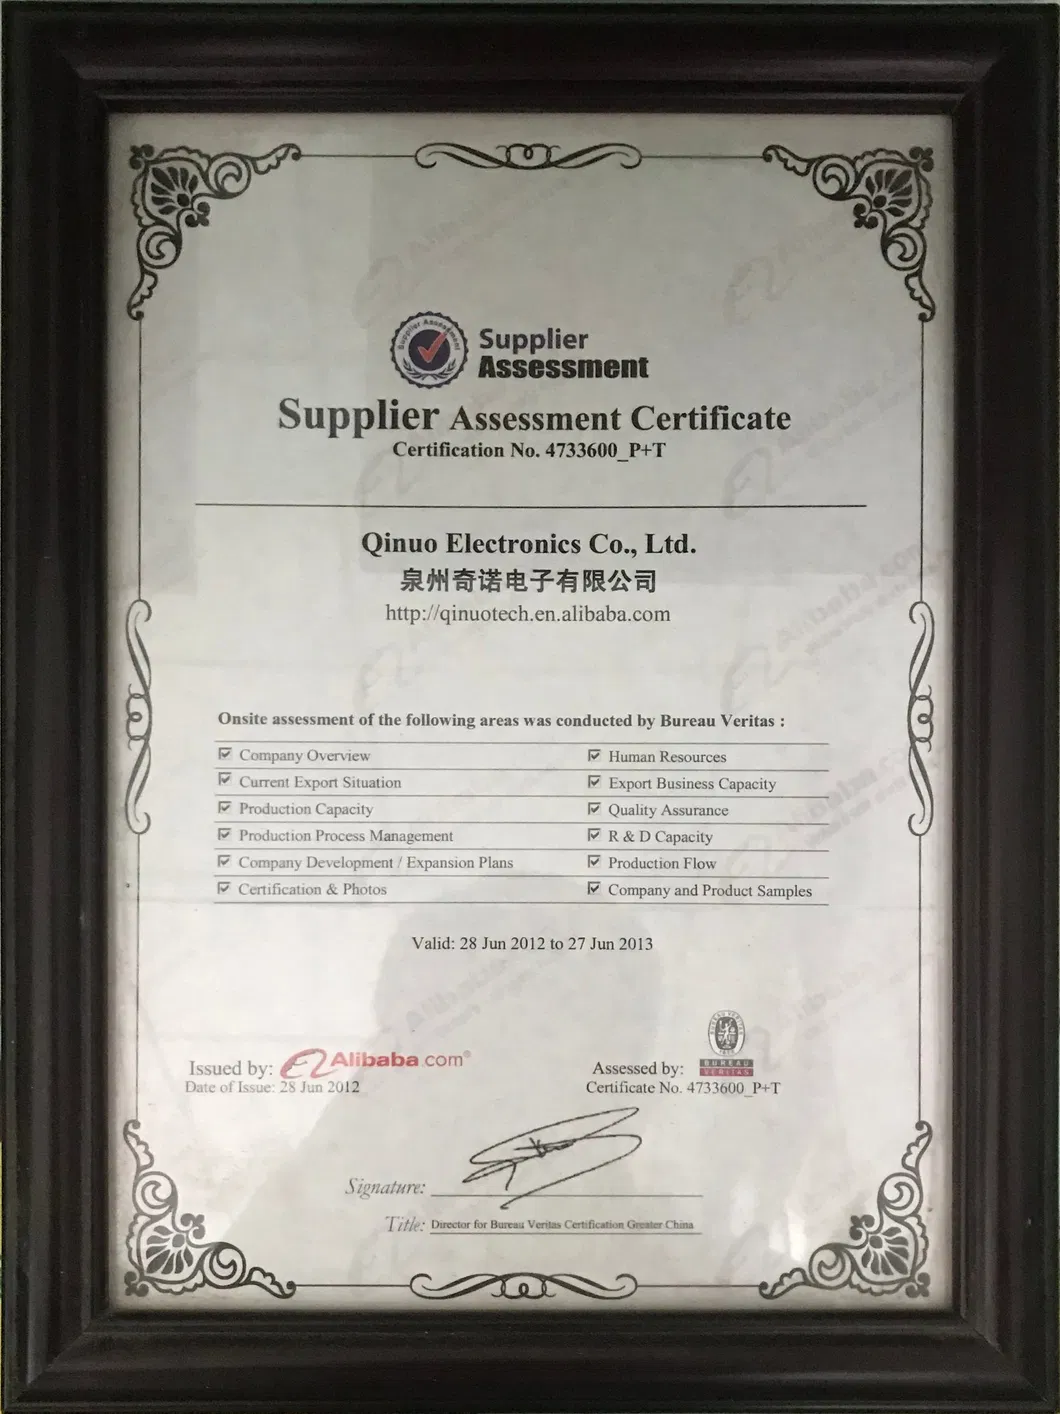 Supplier Assessment
Supplier
Assessment
Supplier Assessment Certificate
Certification No. 4733600_P+T
Qinuo Electronics Co., Ltd.
泉州奇诺电子有限公司
http://qinuotech.en.alibaba.com
Onsite assessment of the following areas was conducted by Bureau Veritas :
Company Overview Human Resources
Current Export Situation Export Business Capacity
Production Capacity Quality Assurance
Production Process Management R & D Capacity
Company Development / Expansion Plans Production Flow
Certification & Photos Company and Product Samples
Valid: 28 Jun 2012 to 27 Jun 2013
Issued by: Alibaba.com® Assessed by: BUREAU VERITAS
Date of Issue: 28 Jun 2012 Certificate No. 4733600_P+T
Signature:
Title: Director for Bureau Veritas Certification Greater China